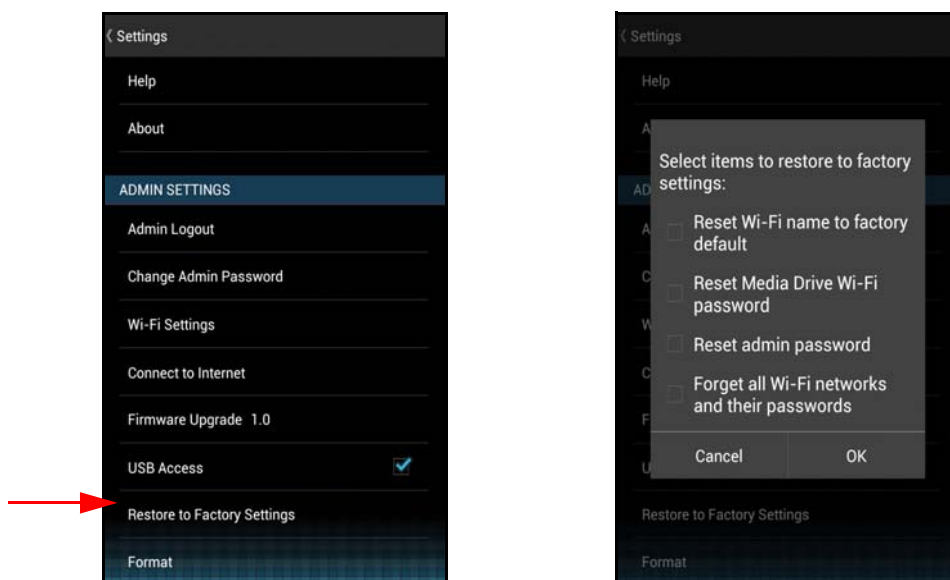 Settings
Help
About
ADMIN SETTINGS
Admin Logout
Change Admin Password
Wi-Fi Settings
Connect to Internet
Firmware Upgrade 1.0
USB Access
Restore to Factory Settings
Format
Settings
Help
A
AD
A
C
W
C
F
U
Select items to restore to factory
settings:
Reset Wi-Fi name to factory
default
Reset Media Drive Wi-Fi
password
Reset admin password
Forget all Wi-Fi networks
and their passwords
Cancel OK
Restore to Factory Settings
Format